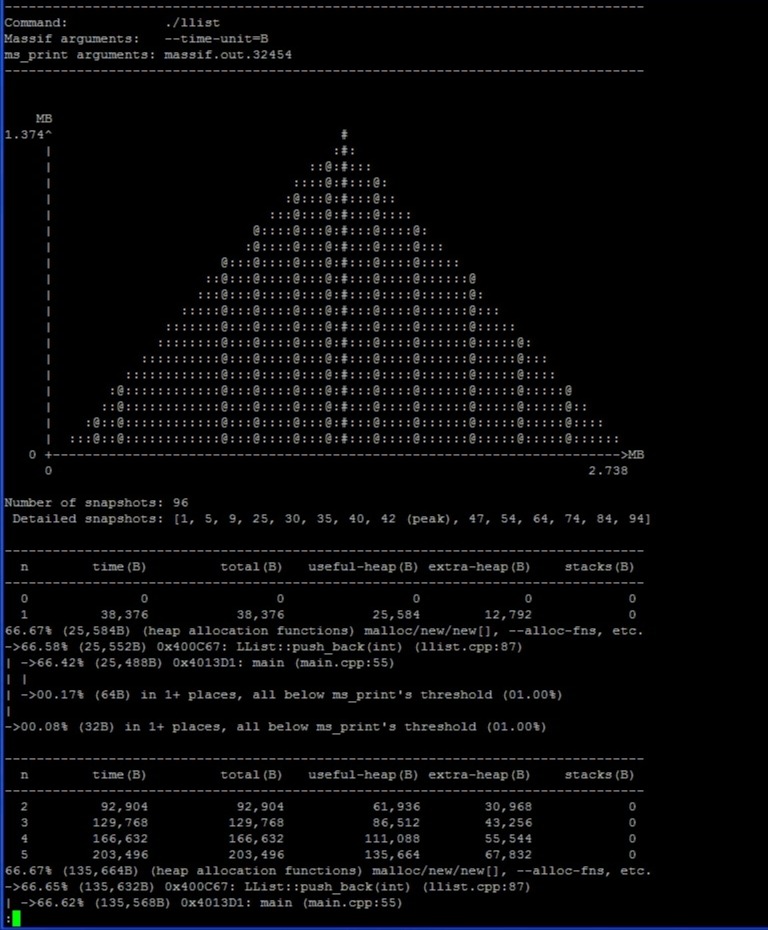 --------------------------------------------------------------------------------
Command:            ./llist
Massif arguments:   --time-unit=B
ms_print arguments: massif.out.32454
--------------------------------------------------------------------------------
    MB
1.374^                                    #
     |                                   :#:
     |                                ::@:#:::
     |                              ::::@:#:::@:
     |                             :@:::@:#:::@::
     |                           :::@:::@:#:::@::::
     |                         @::::@:::@:#:::@::::@:
     |                        :@::::@:::@:#:::@::::@:::
     |                     @:::@::::@:::@:#:::@::::@:::::
     |                   ::@:::@::::@:::@:#:::@::::@::::::@
     |                  :::@:::@::::@:::@:#:::@::::@::::::@:
     |                :::::@:::@::::@:::@:#:::@::::@::::::@:::
     |              :::::::@:::@::::@:::@:#:::@::::@::::::@:::::
     |             ::::::::@:::@::::@:::@:#:::@::::@::::::@:::::@:
     |           ::::::::::@:::@::::@:::@:#:::@::::@::::::@:::::@:::
     |         ::::::::::::@:::@::::@:::@:#:::@::::@::::::@:::::@::::
     |       :@::::::::::::@:::@::::@:::@:#:::@::::@::::::@:::::@:::::@
     |      ::@::::::::::::@:::@::::@:::@:#:::@::::@::::::@:::::@:::::@::
     |    :@::@::::::::::::@:::@::::@:::@:#:::@::::@::::::@:::::@:::::@::::
     |  :::@::@::::::::::::@:::@::::@:::@:#:::@::::@::::::@:::::@:::::@::::::
   0 +----------------------------------------------------------------------->MB
     0                                                                   2.738
Number of snapshots: 96
 Detailed snapshots: [1, 5, 9, 25, 30, 35, 40, 42 (peak), 47, 54, 64, 74, 84, 94]
--------------------------------------------------------------------------------
  n        time(B)         total(B)   useful-heap(B) extra-heap(B)    stacks(B)
--------------------------------------------------------------------------------
  0              0                0                0             0            0
  1         38,376           38,376           25,584        12,792            0
66.67% (25,584B) (heap allocation functions) malloc/new/new[], --alloc-fns, etc.
->66.58% (25,552B) 0x400C67: LList::push_back(int) (llist.cpp:87)
| ->66.42% (25,488B) 0x4013D1: main (main.cpp:55)
| |
| ->00.17% (64B) in 1+ places, all below ms_print's threshold (01.00%)
|
->00.08% (32B) in 1+ places, all below ms_print's threshold (01.00%)
--------------------------------------------------------------------------------
  n        time(B)         total(B)   useful-heap(B) extra-heap(B)    stacks(B)
--------------------------------------------------------------------------------
  2         92,904           92,904           61,936        30,968            0
  3        129,768          129,768           86,512        43,256            0
  4        166,632          166,632          111,088        55,544            0
  5        203,496          203,496          135,664        67,832            0
66.67% (135,664B) (heap allocation functions) malloc/new/new[], --alloc-fns, etc.
->66.65% (135,632B) 0x400C67: LList::push_back(int) (llist.cpp:87)
| ->66.62% (135,568B) 0x4013D1: main (main.cpp:55)
: